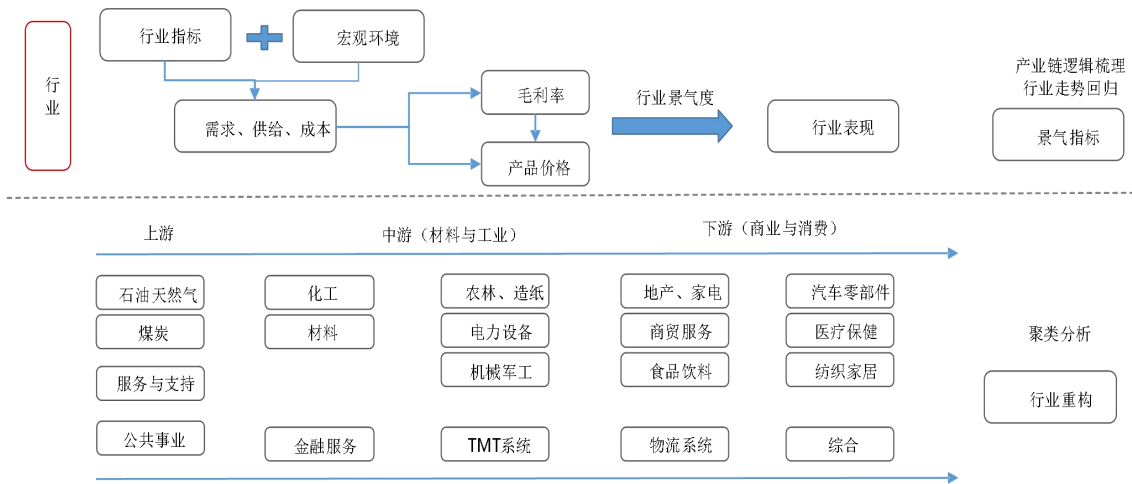 行业
行业指标
宏观环境
需求、供给、成本
毛利率
产品价格
行业景气度
行业表现
产业链逻辑梳理
行业走势回归
景气指标
上游
中游（材料与工业）
下游（商业与消费）
石油天然气
化工
农林、造纸
地产、家电
汽车零部件
煤炭
材料
电力设备
商贸服务
医疗保健
服务与支持
机械军工
食品饮料
纺织家居
公共事业
金融服务
TMT系统
物流系统
综合
聚类分析
行业重构